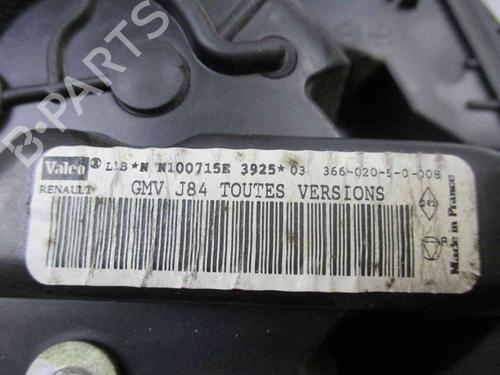 Valeo® L1B *N N100715E 3925* 03 366-020-5-0-008
RENAULT GMV J84 TOUTES VERSIONS
Made in France
B-PARTS